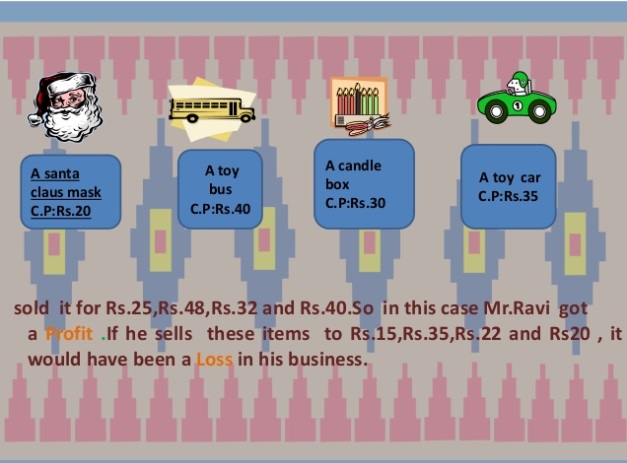 A santa
claus mask
C.P:Rs.20
A toy
bus
C.P:Rs.40
A candle
box
C.P:Rs.30
A toy car
C.P:Rs.35
1
sold it for Rs.25,Rs.48,Rs.32 and Rs.40.So in this case Mr.Ravi got
a Profit .If he sells these items to Rs.15,Rs.35,Rs.22 and Rs20 , it
would have been a Loss in his business.